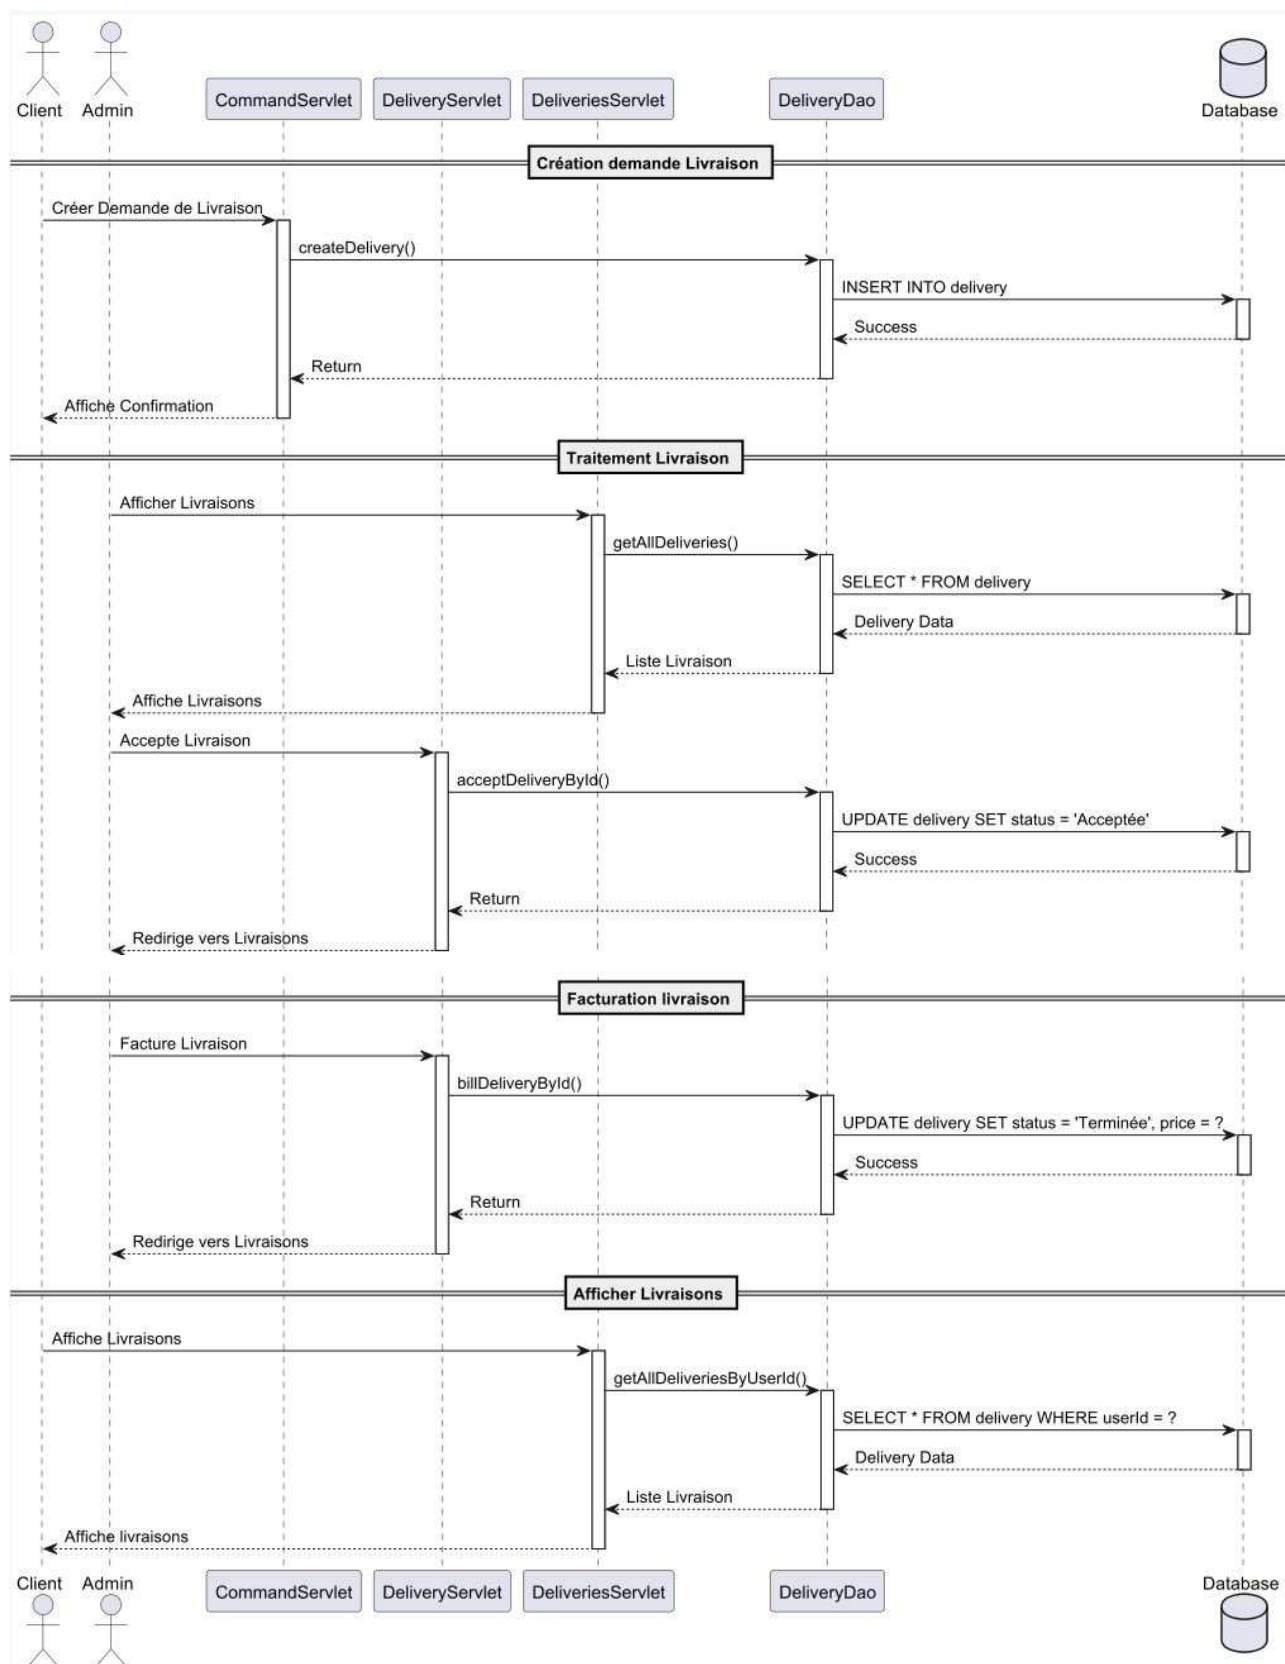 Client
Admin
CommandServlet
DeliveryServlet
DeliveriesServlet
DeliveryDao
Database
Création demande Livraison
Créer Demande de Livraison
createDelivery()
INSERT INTO delivery
Success
Return
Affiche Confirmation
Traitement Livraison
Afficher Livraisons
getAllDeliveries()
SELECT * FROM delivery
Delivery Data
Liste Livraison
Affiche Livraisons
Accepte Livraison
acceptDeliveryById()
UPDATE delivery SET status = 'Acceptée'
Success
Return
Redirige vers Livraisons
Facturation livraison
Facture Livraison
billDeliveryById()
UPDATE delivery SET status = 'Terminée', price = ?
Success
Return
Redirige vers Livraisons
Afficher Livraisons
Affiche Livraisons
getAllDeliveriesByUserId()
SELECT * FROM delivery WHERE userId = ?
Delivery Data
Liste Livraison
Affiche livraisons
Client
Admin
CommandServlet
DeliveryServlet
DeliveriesServlet
DeliveryDao
Database